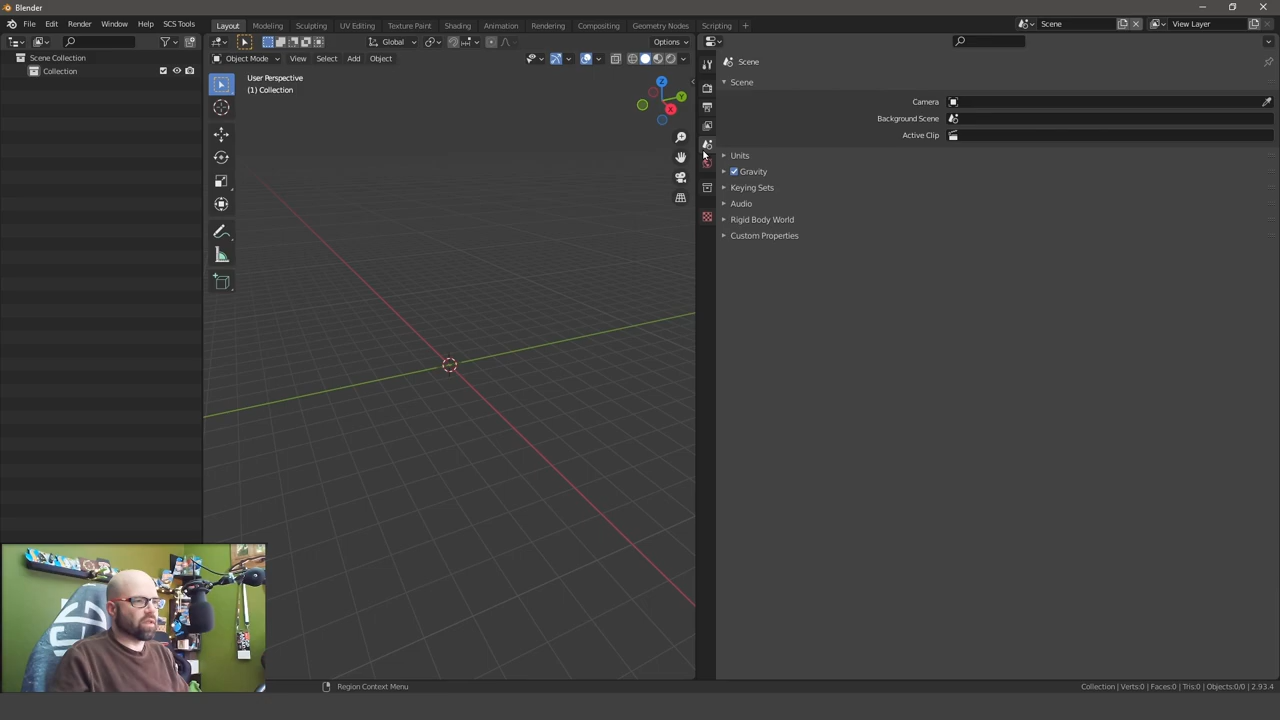 Blender
File Edit Render Window Help SCS Tools Layout Modeling Sculpting UV Editing Texture Paint Shading Animation Rendering Compositing Geometry Nodes Scripting + Scene View Layer
Global Options
Object Mode View Select Add Object
Scene Collection
Collection
User Perspective
(1) Collection
Z
Y
X
Scene
Scene
Camera
Background Scene
Active Clip
Units
Gravity
Keying Sets
Audio
Rigid Body World
Custom Properties
Region Context Menu
Collection | Verts:0 | Faces:0 | Tris:0 | Objects:0/0 | 2.93.4